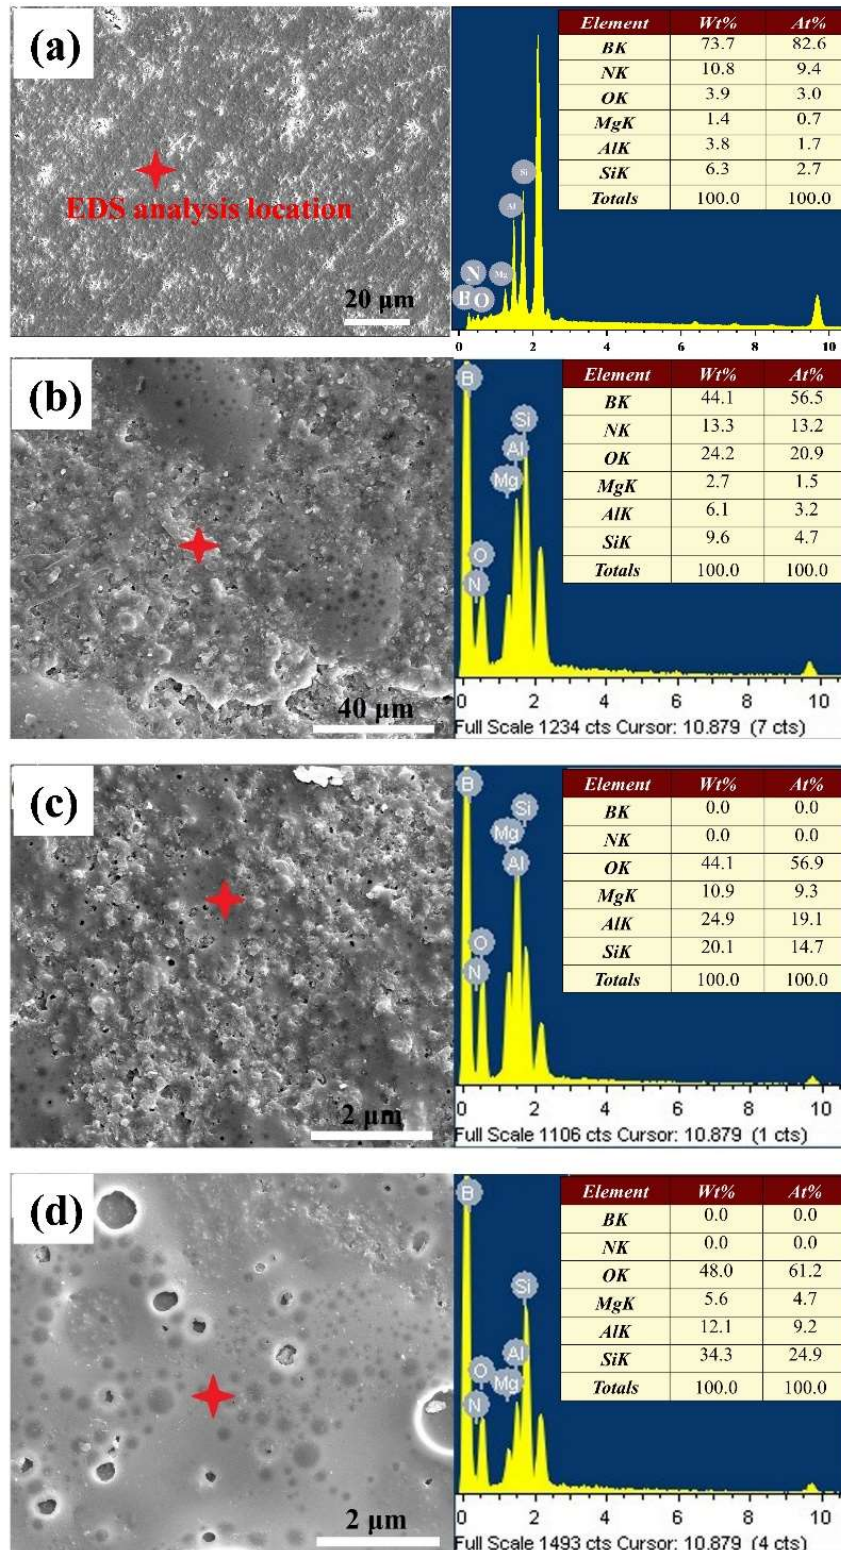 (a)
EDS analysis location
20 μm
Element Wt% At%
BK 73.7 82.6
NK 10.8 9.4
OK 3.9 3.0
MgK 1.4 0.7
AlK 3.8 1.7
SiK 6.3 2.7
Totals 100.0 100.0
Si
Al
Mg
N
B O
0 2 4 6 8 10
(b)
40 μm
Element Wt% At%
BK 44.1 56.5
NK 13.3 13.2
OK 24.2 20.9
MgK 2.7 1.5
AlK 6.1 3.2
SiK 9.6 4.7
Totals 100.0 100.0
B
Si
Al
Mg
O
N
0 2 4 6 8 10
Full Scale 1234 cts Cursor: 10.879 (7 cts)
(c)
2 μm
Element Wt% At%
BK 0.0 0.0
NK 0.0 0.0
OK 44.1 56.9
MgK 10.9 9.3
AlK 24.9 19.1
SiK 20.1 14.7
Totals 100.0 100.0
B
Si
Mg
Al
O
N
0 2 4 6 8 10
Full Scale 1106 cts Cursor: 10.879 (1 cts)
(d)
2 μm
Element Wt% At%
BK 0.0 0.0
NK 0.0 0.0
OK 48.0 61.2
MgK 5.6 4.7
AlK 12.1 9.2
SiK 34.3 24.9
Totals 100.0 100.0
B
Si
Al
O Mg
N
0 2 4 6 8 10
Full Scale 1493 cts Cursor: 10.879 (4 cts)